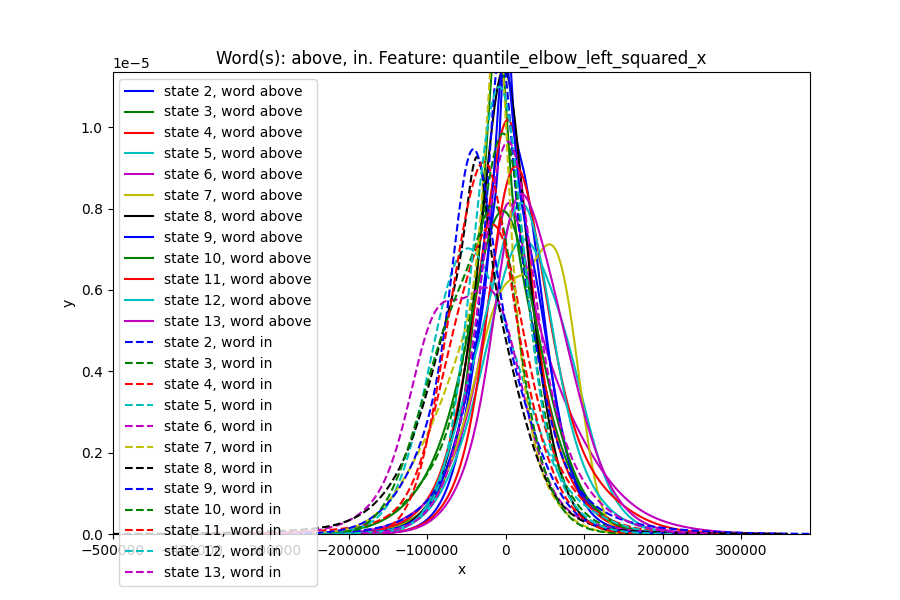 Word(s): above, in. Feature: quantile_elbow_left_squared_x
1e−5
1.0
0.8
0.6
0.4
0.2
0.0
y
state 2, word above
state 3, word above
state 4, word above
state 5, word above
state 6, word above
state 7, word above
state 8, word above
state 9, word above
state 10, word above
state 11, word above
state 12, word above
state 13, word above
state 2, word in
state 3, word in
state 4, word in
state 5, word in
state 6, word in
state 7, word in
state 8, word in
state 9, word in
state 10, word in
state 11, word in
state 12, word in
state 13, word in
−500000 −200000 −100000 0 100000 200000 300000
x